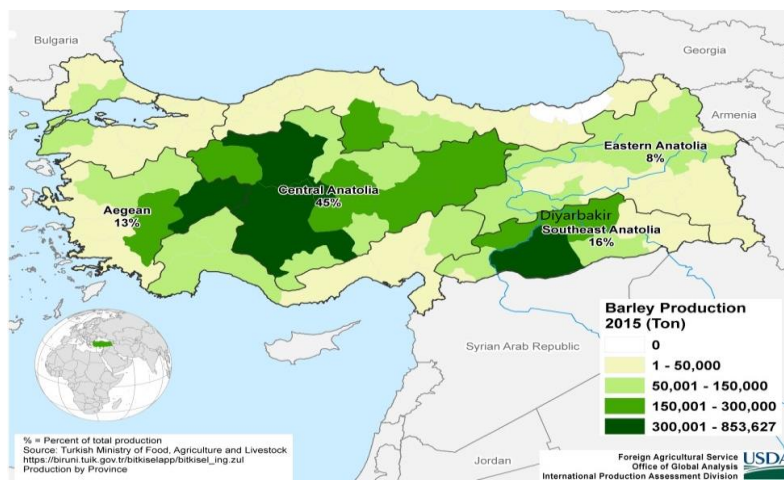 Bulgaria
Georgia
Armenia
Eastern Anatolia
8%
Central Anatolia
45%
Aegean
13%
Diyarbakir
Southeast Anatolia
16%
Syrian Arab Republic
Jordan
Barley Production
2015 (Ton)
0
1 - 50,000
50,001 - 150,000
150,001 - 300,000
300,001 - 853,627
% = Percent of total production
Source: Turkish Ministry of Food, Agriculture and Livestock
https://biruni.tuik.gov.tr/bitkiselapp/bitkisel_ing.zul
Production by Province
Foreign Agricultural Service
Office of Global Analysis
International Production Assessment Division
USDA